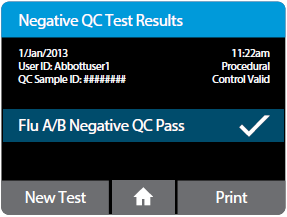 Negative QC Test Results
1/Jan/2013 11:22am
User ID: Abbottuser1 Procedural
QC Sample ID: ######## Control Valid
Flu A/B Negative QC Pass
New Test Print